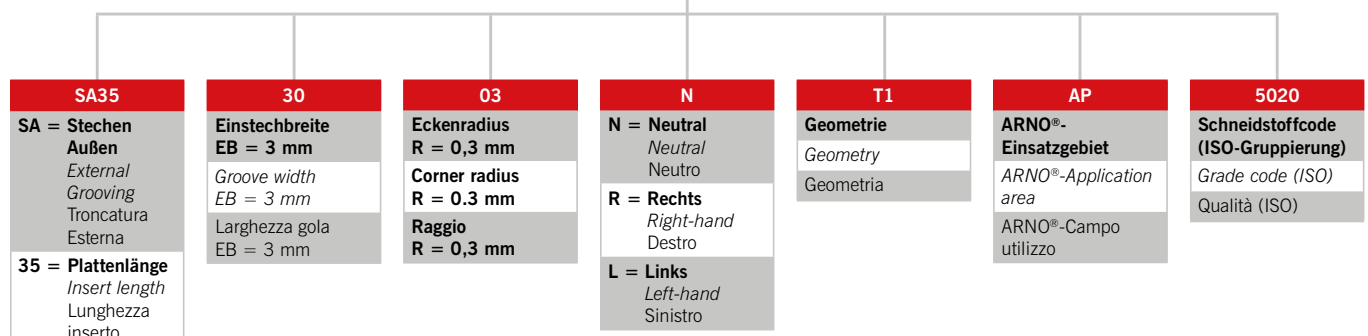 SA35
SA = Stechen
Außen
External
Grooving
Troncatura
Esterna
35 = Plattenlänge
Insert length
Lunghezza
inserto
30
Einstechbreite
EB = 3 mm
Groove width
EB = 3 mm
Larghezza gola
EB = 3 mm
03
Eckenradius
R = 0,3 mm
Corner radius
R = 0.3 mm
Raggio
R = 0,3 mm
N
N = Neutral
Neutral
Neutro
R = Rechts
Right-hand
Destro
L = Links
Left-hand
Sinistro
T1
Geometrie
Geometry
Geometria
AP
ARNO®-
Einsatzgebiet
ARNO®-Application
area
ARNO®-Campo
utilizzo
5020
Schneidstoffcode
(ISO-Gruppierung)
Grade code (ISO)
Qualità (ISO)